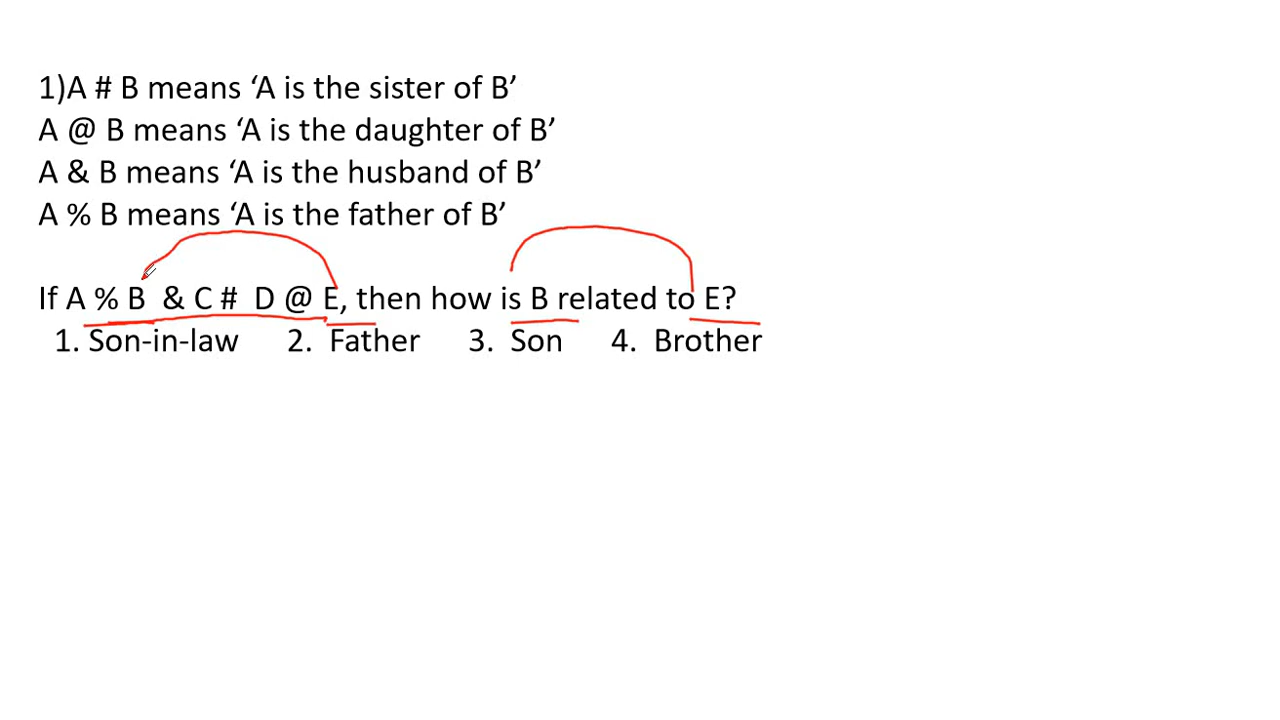 1)A # B means ‘A is the sister of B’
A @ B means ‘A is the daughter of B’
A & B means ‘A is the husband of B’
A % B means ‘A is the father of B’
If A % B & C # D @ E, then how is B related to E?
1. Son-in-law 2. Father 3. Son 4. Brother